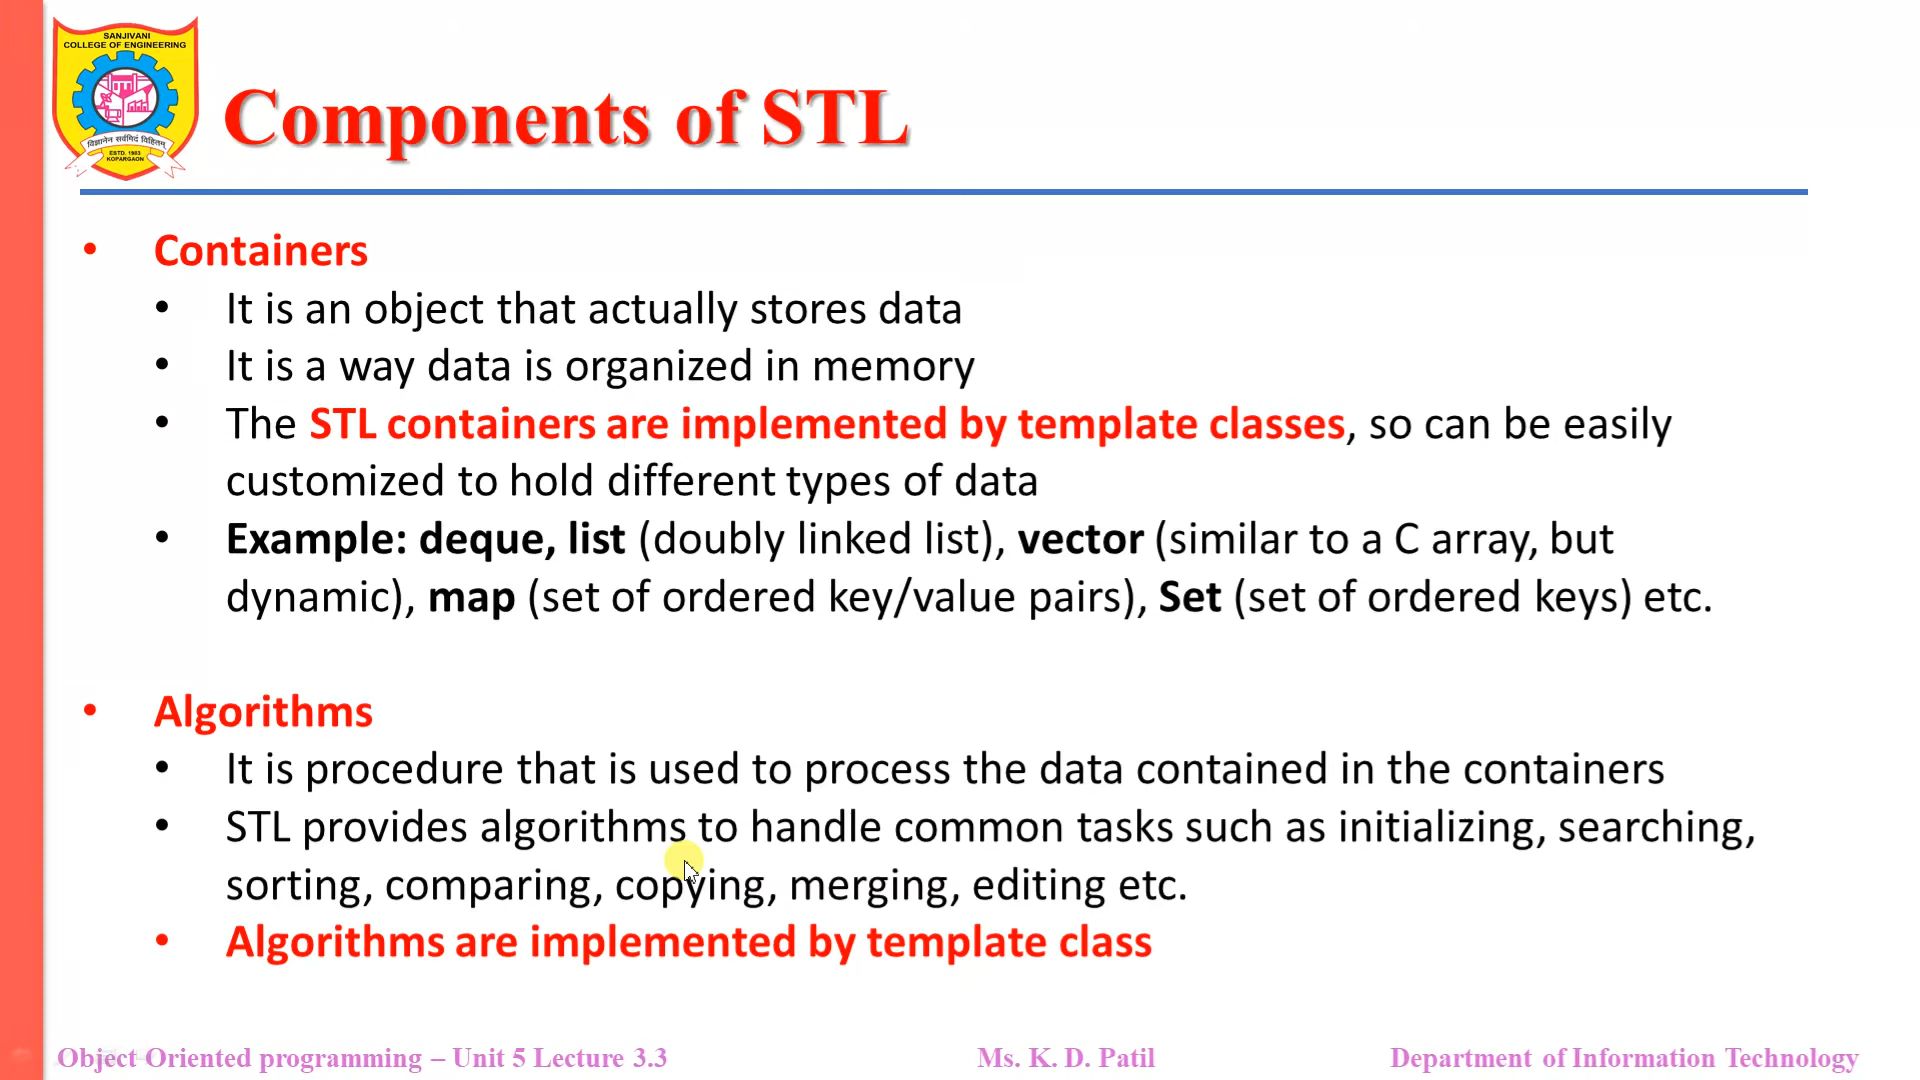 SANJIVANI
COLLEGE OF ENGINEERING
विज्ञानेन सर्वमिदं विहितम्
ESTD. 1983
KOPARGAON
Components of STL
• Containers
• It is an object that actually stores data
• It is a way data is organized in memory
• The STL containers are implemented by template classes, so can be easily
customized to hold different types of data
• Example: deque, list (doubly linked list), vector (similar to a C array, but
dynamic), map (set of ordered key/value pairs), Set (set of ordered keys) etc.
• Algorithms
• It is procedure that is used to process the data contained in the containers
• STL provides algorithms to handle common tasks such as initializing, searching,
sorting, comparing, copying, merging, editing etc.
• Algorithms are implemented by template class
Object Oriented programming – Unit 5 Lecture 3.3 Ms. K. D. Patil Department of Information Technology